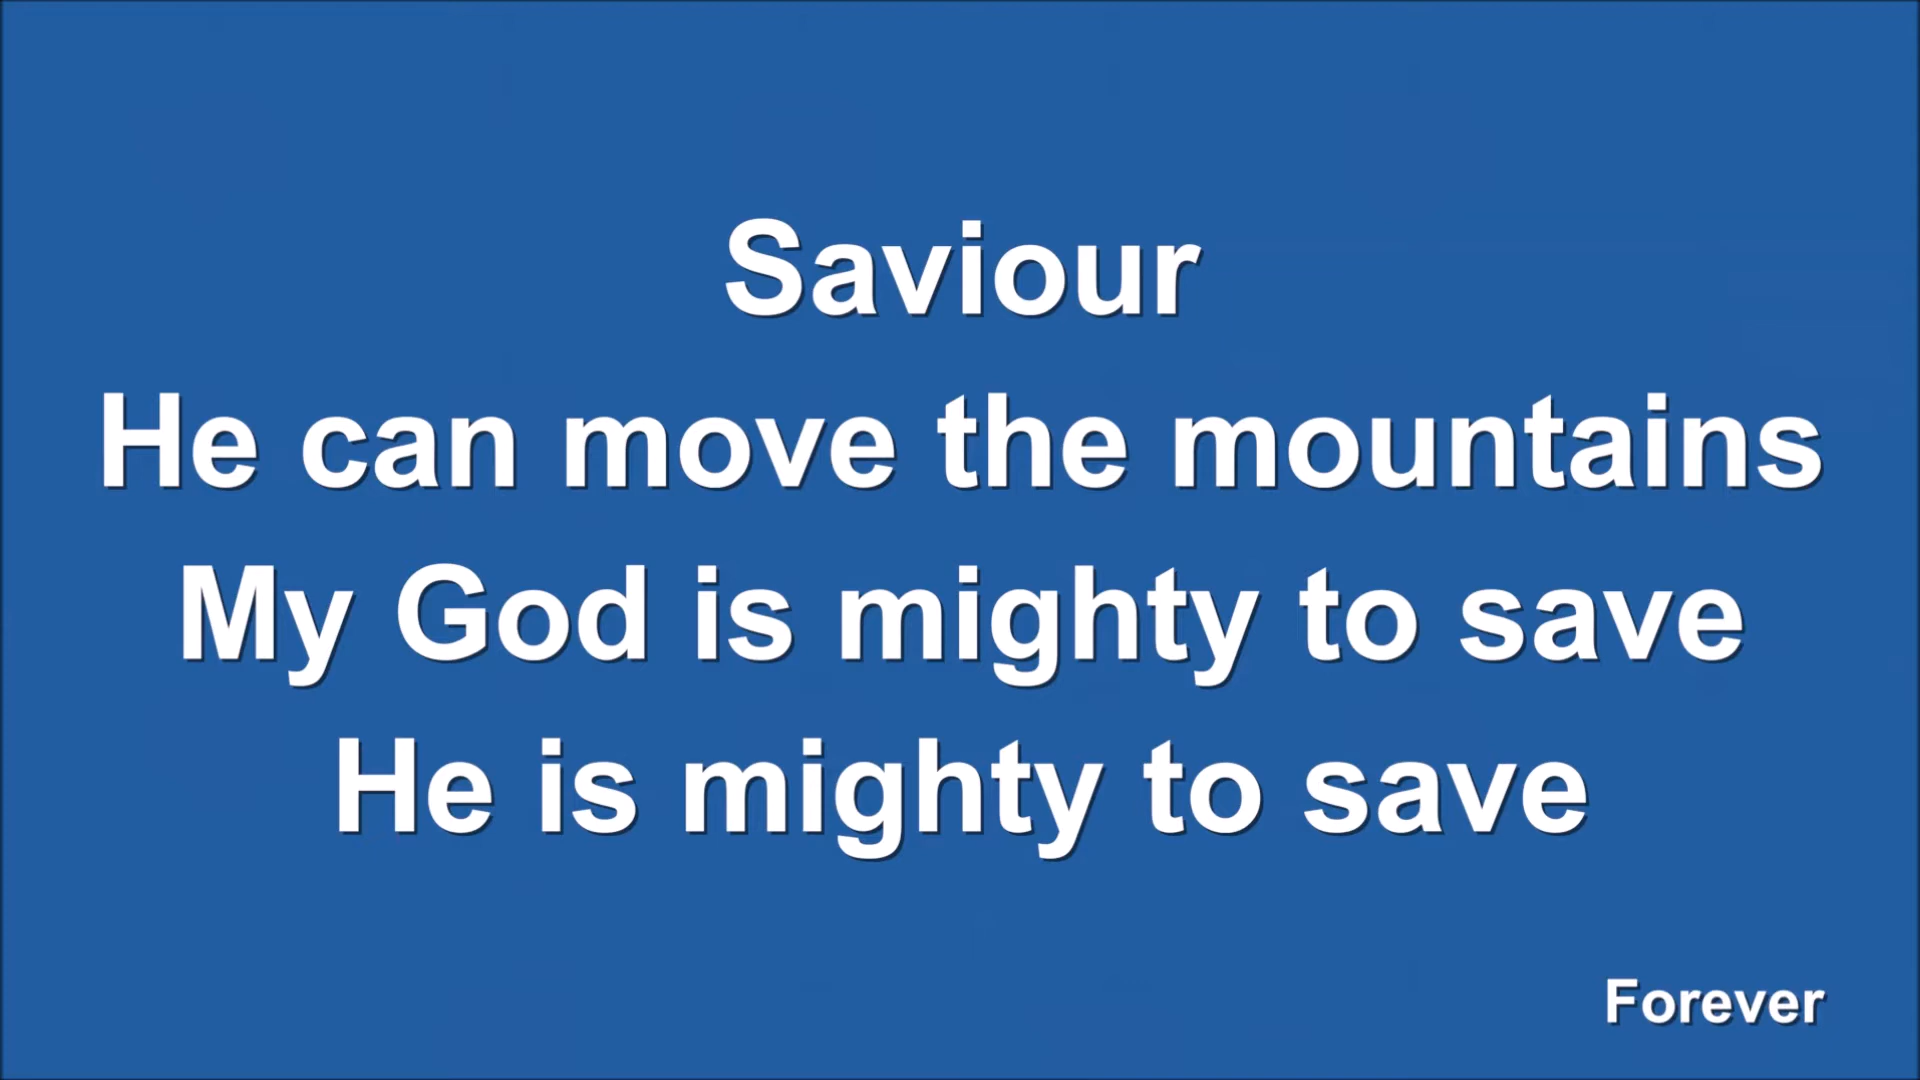 Saviour
He can move the mountains
My God is mighty to save
He is mighty to save
Forever